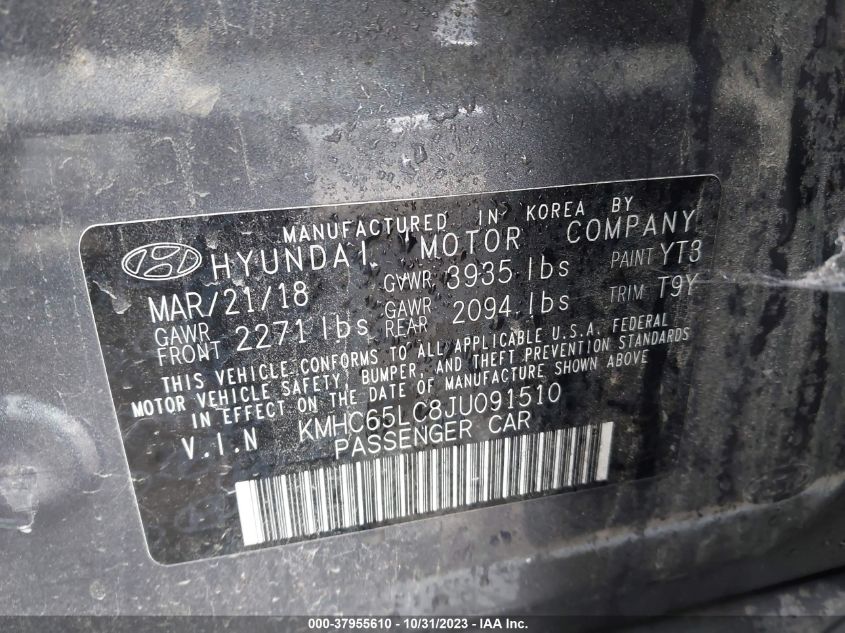 MANUFACTURED IN KOREA BY
HYUNDAI MOTOR COMPANY
MAR/21/18 GVWR 3935 lbs PAINT YT3
GAWR FRONT 2271 lbs GAWR REAR 2094 lbs TRIM T9Y
THIS VEHICLE CONFORMS TO ALL APPLICABLE U.S.A. FEDERAL
MOTOR VEHICLE SAFETY, BUMPER, AND THEFT PREVENTION STANDARDS
IN EFFECT ON THE DATE OF MANUFACTURE SHOWN ABOVE
V.I.N KMHC65LC8JU091510
PASSENGER CAR
000-37955610 - 10/31/2023 - IAA Inc.